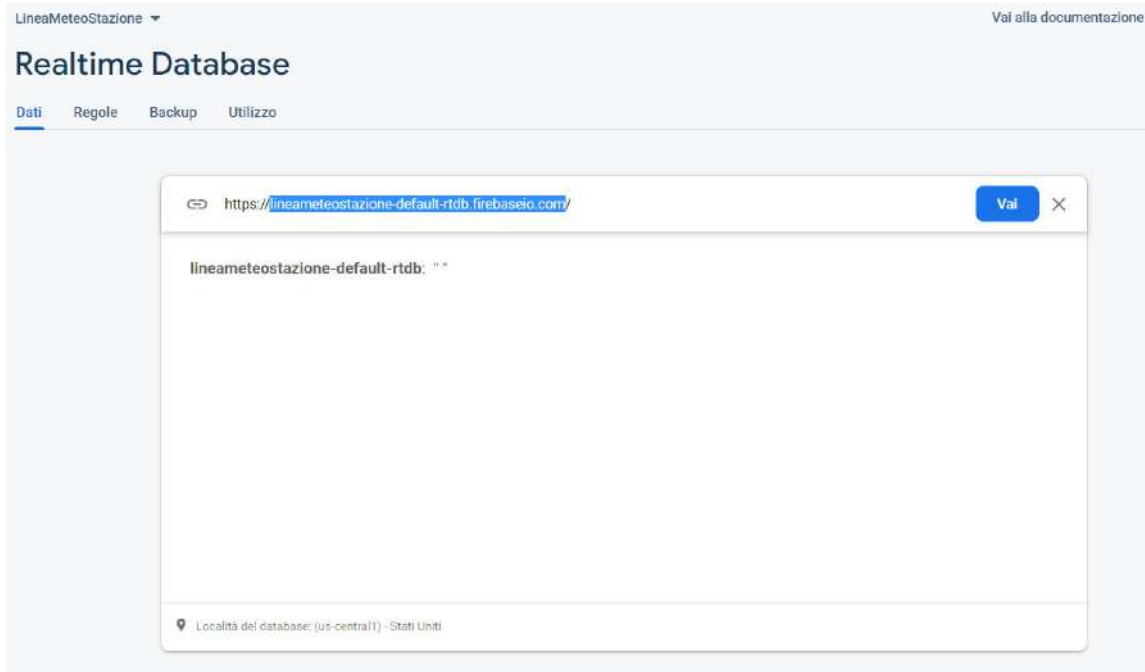 LineaMeteoStazione
Vai alla documentazione
Realtime Database
Dati Regole Backup Utilizzo
https://lineameteostazione-default-rtdb.firebaseio.com/
Vai
lineameteostazione-default-rtdb: " "
Località del database: (us-central1) - Stati Uniti